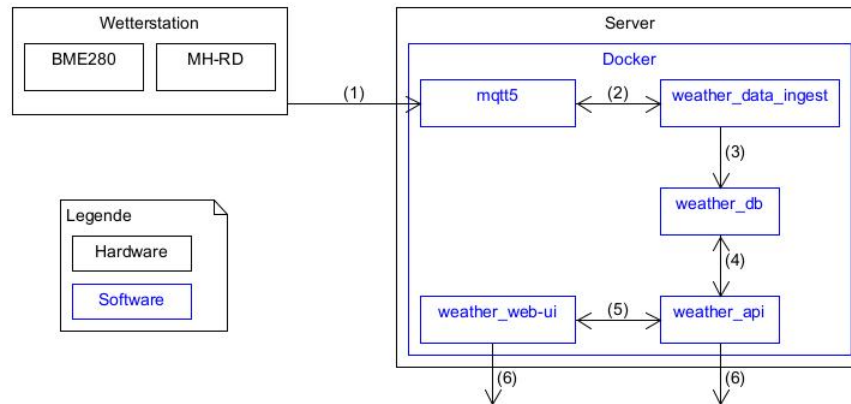 Wetterstation
BME280
MH-RD
Server
Docker
(1)
mqtt5
(2)
weather_data_ingest
(3)
weather_db
(4)
weather_web-ui
(5)
weather_api
(6)
(6)
Legende
Hardware
Software